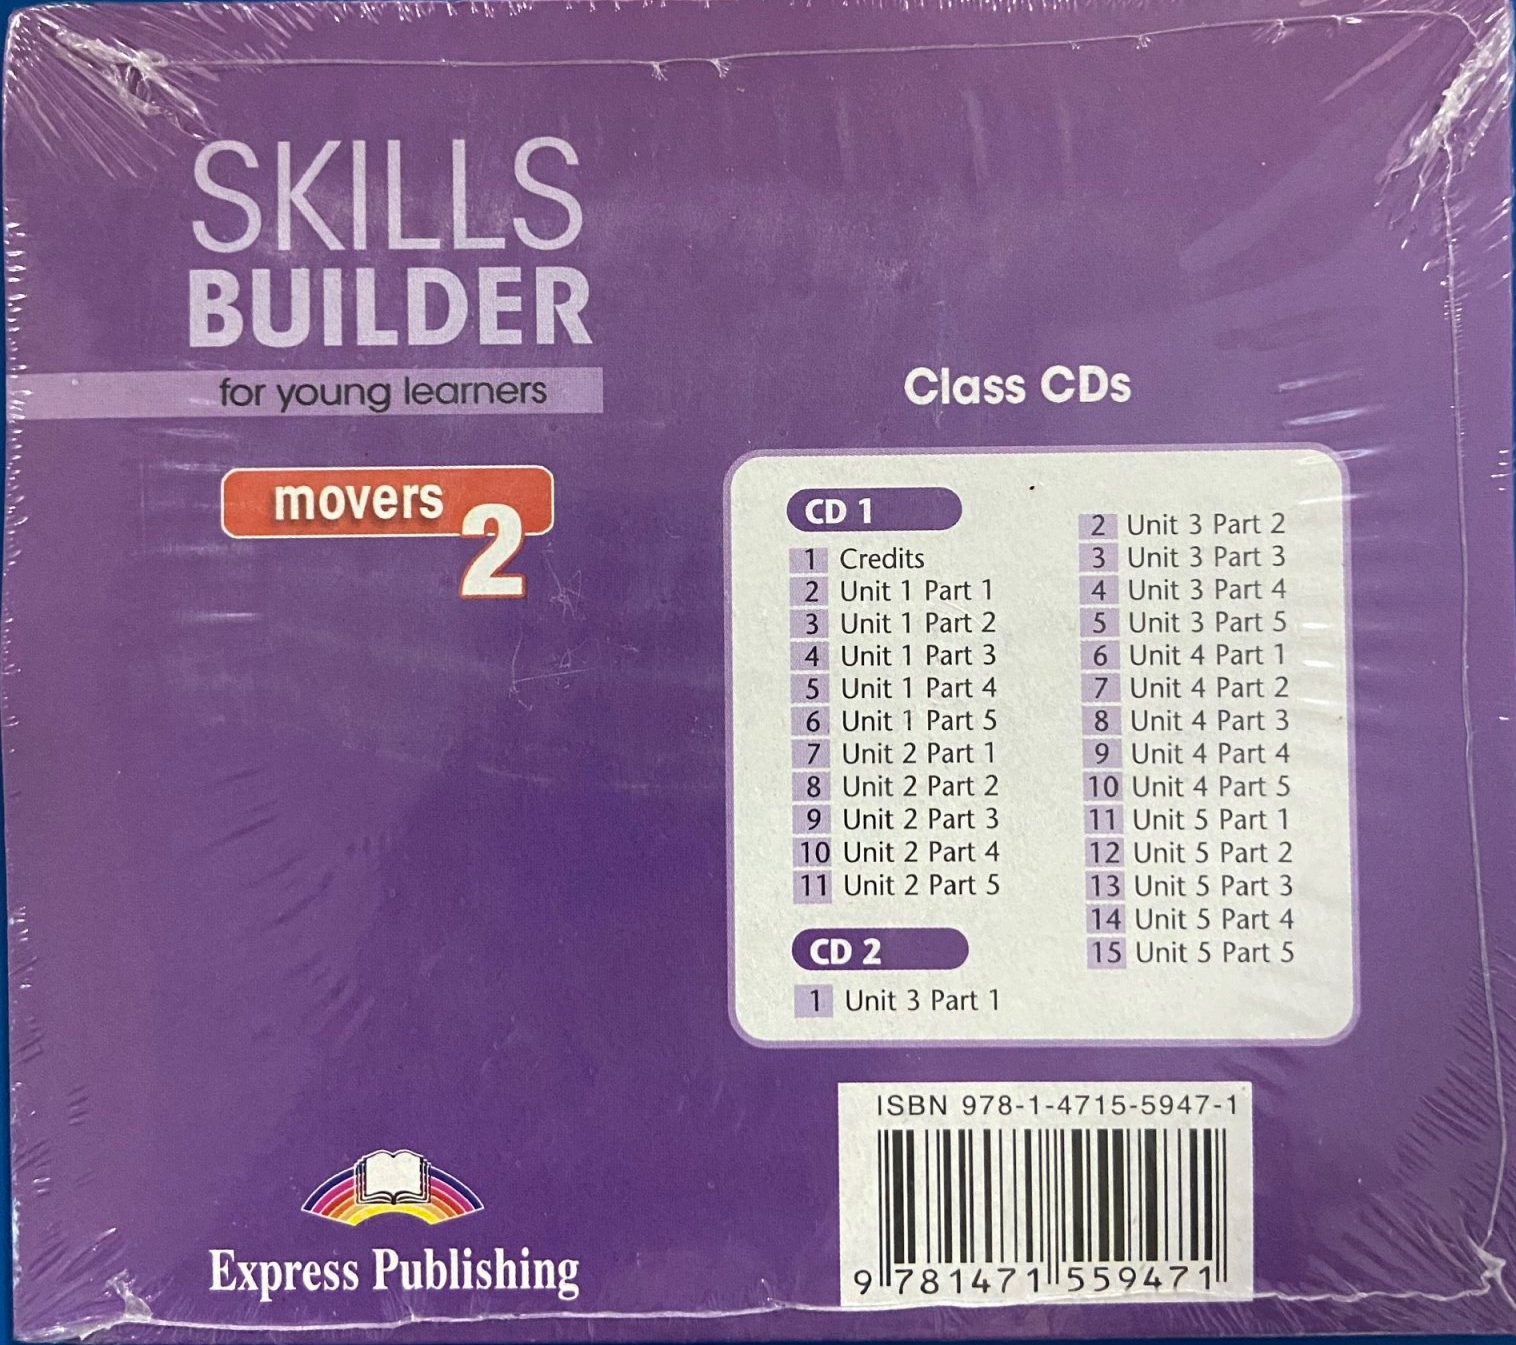 SKILLS
BUILDER
for young learners
movers 2
Class CDs
CD 1
1 Credits
2 Unit 1 Part 1
3 Unit 1 Part 2
4 Unit 1 Part 3
5 Unit 1 Part 4
6 Unit 1 Part 5
7 Unit 2 Part 1
8 Unit 2 Part 2
9 Unit 2 Part 3
10 Unit 2 Part 4
11 Unit 2 Part 5
CD 2
1 Unit 3 Part 1
2 Unit 3 Part 2
3 Unit 3 Part 3
4 Unit 3 Part 4
5 Unit 3 Part 5
6 Unit 4 Part 1
7 Unit 4 Part 2
8 Unit 4 Part 3
9 Unit 4 Part 4
10 Unit 4 Part 5
11 Unit 5 Part 1
12 Unit 5 Part 2
13 Unit 5 Part 3
14 Unit 5 Part 4
15 Unit 5 Part 5
Express Publishing
ISBN 978-1-4715-5947-1
9 781471 559471